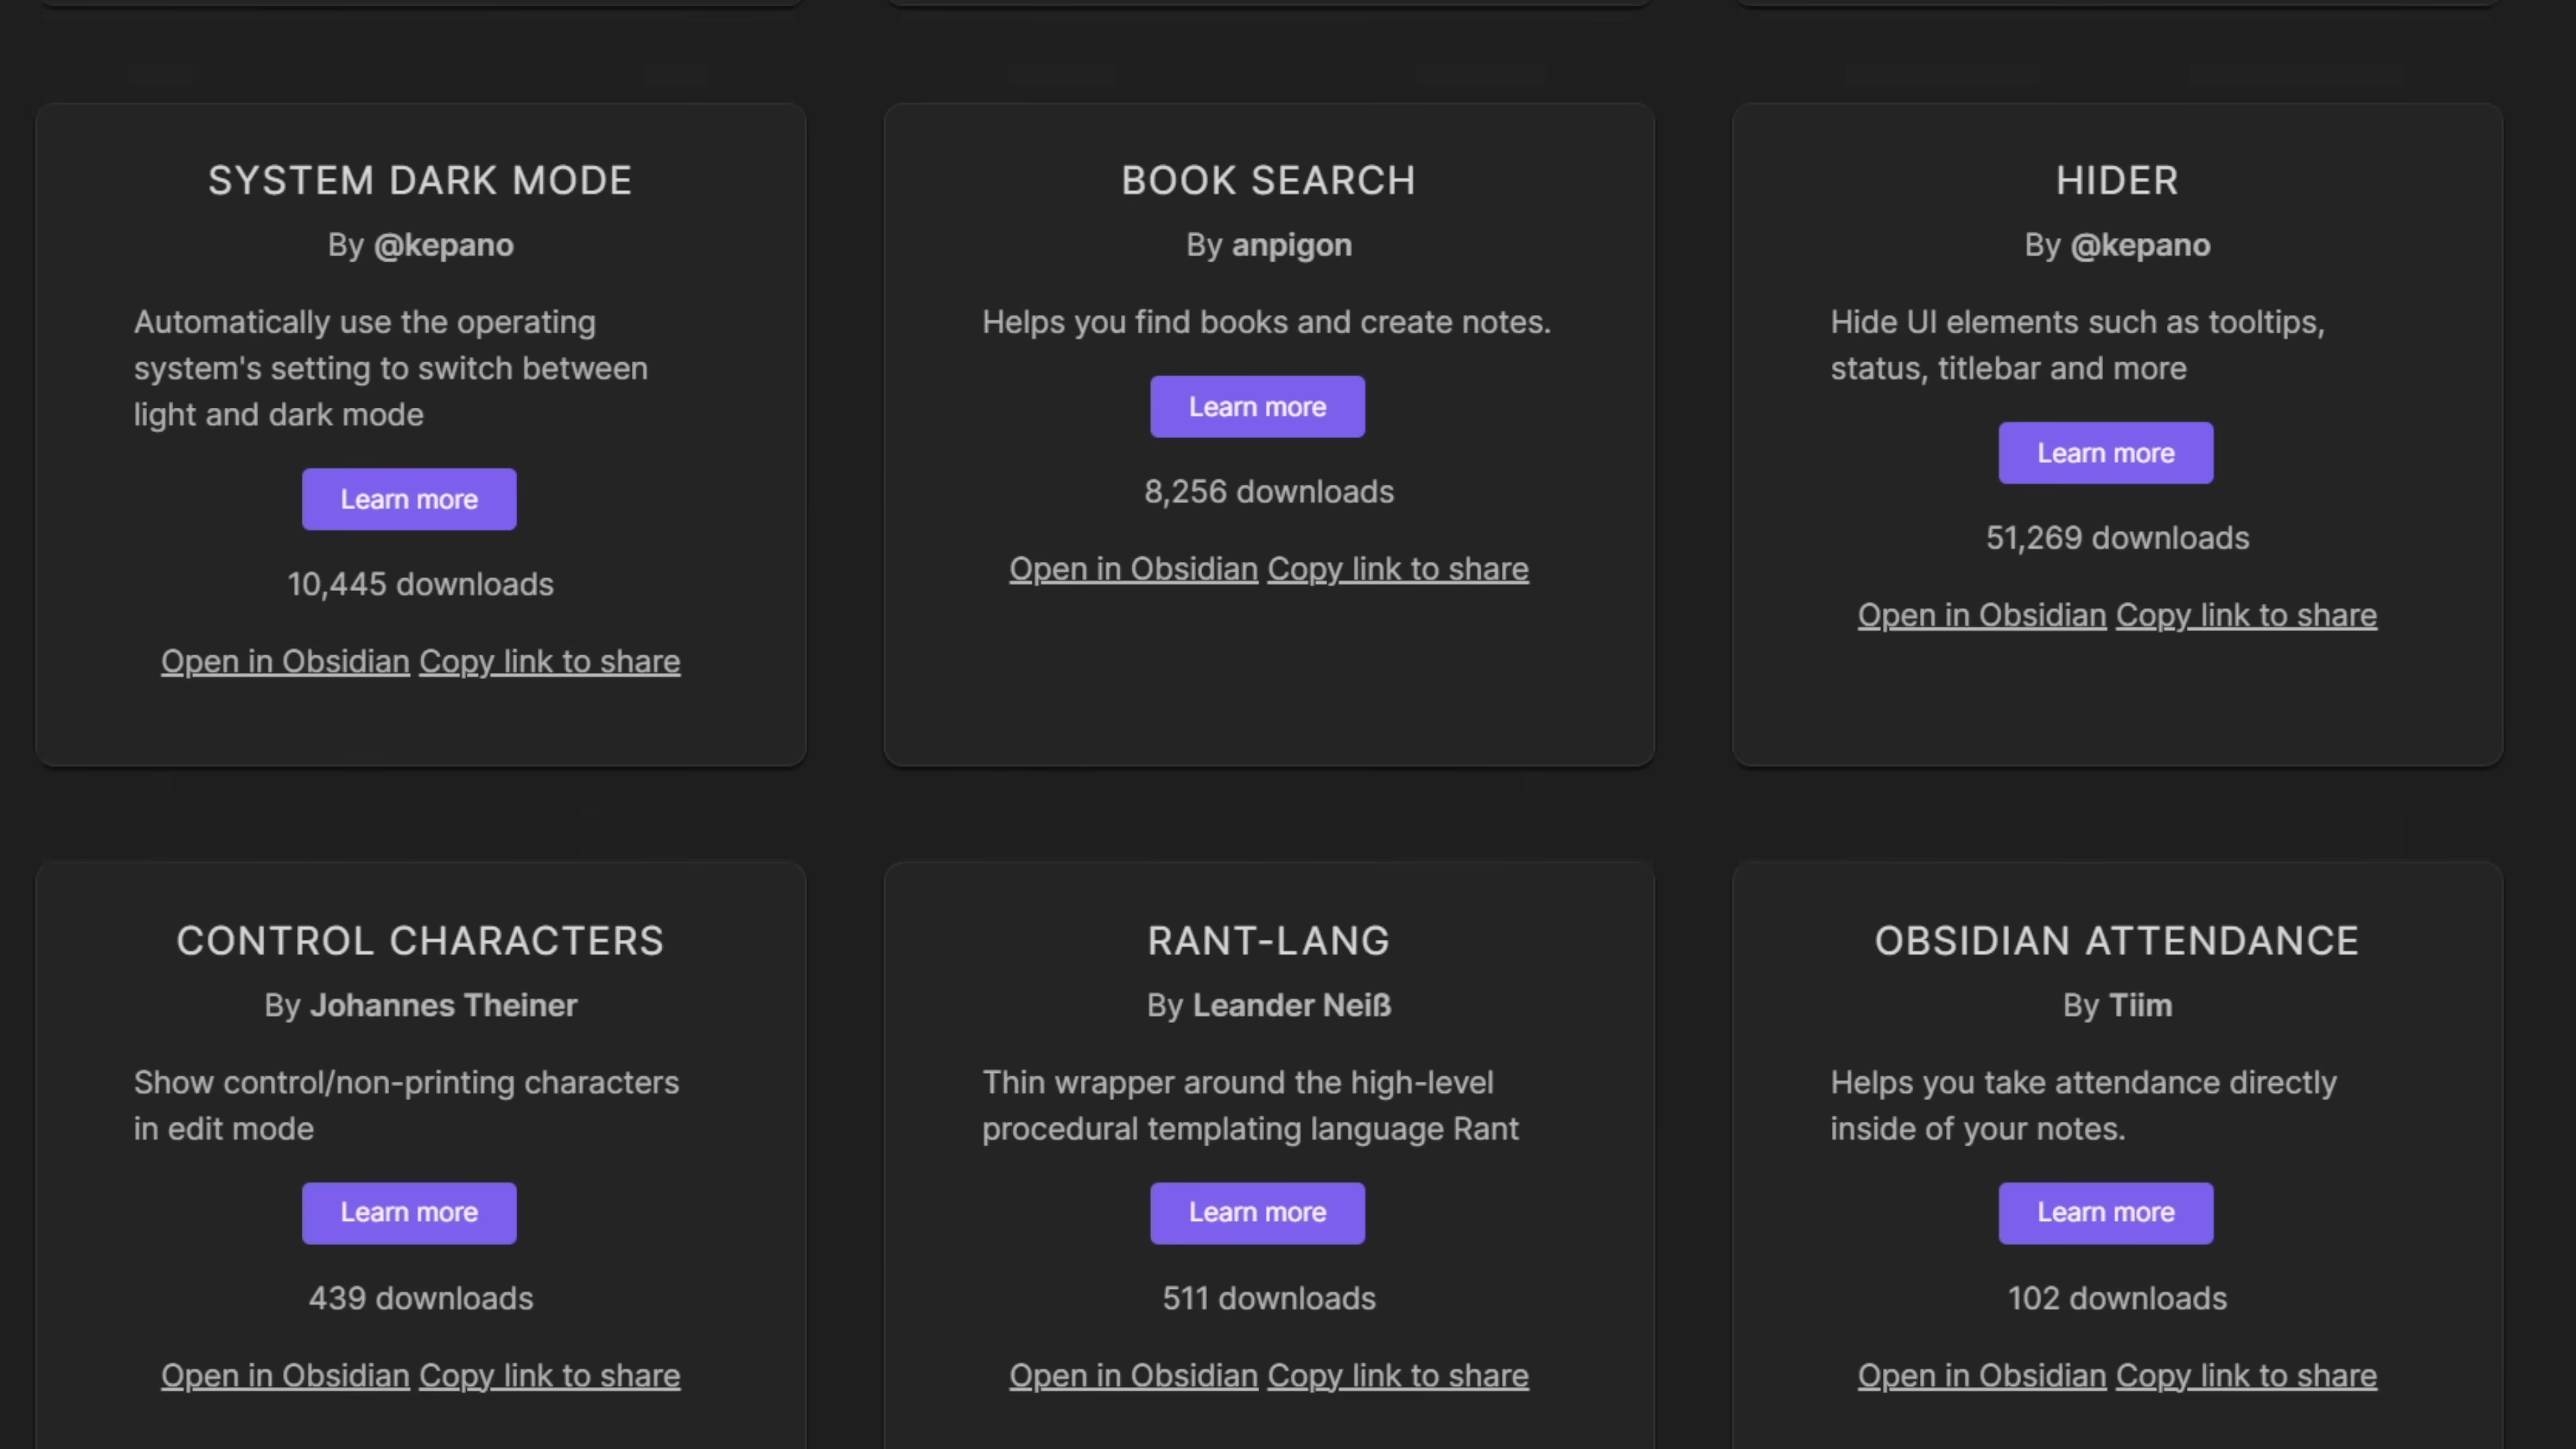 SYSTEM DARK MODE
By @kepano
Automatically use the operating
system's setting to switch between
light and dark mode
Learn more
10,445 downloads
Open in Obsidian Copy link to share
BOOK SEARCH
By anpigon
Helps you find books and create notes.
Learn more
8,256 downloads
Open in Obsidian Copy link to share
HIDER
By @kepano
Hide UI elements such as tooltips,
status, titlebar and more
Learn more
51,269 downloads
Open in Obsidian Copy link to share
CONTROL CHARACTERS
By Johannes Theiner
Show control/non-printing characters
in edit mode
Learn more
439 downloads
Open in Obsidian Copy link to share
RANT-LANG
By Leander Neiß
Thin wrapper around the high-level
procedural templating language Rant
Learn more
511 downloads
Open in Obsidian Copy link to share
OBSIDIAN ATTENDANCE
By Tiim
Helps you take attendance directly
inside of your notes.
Learn more
102 downloads
Open in Obsidian Copy link to share